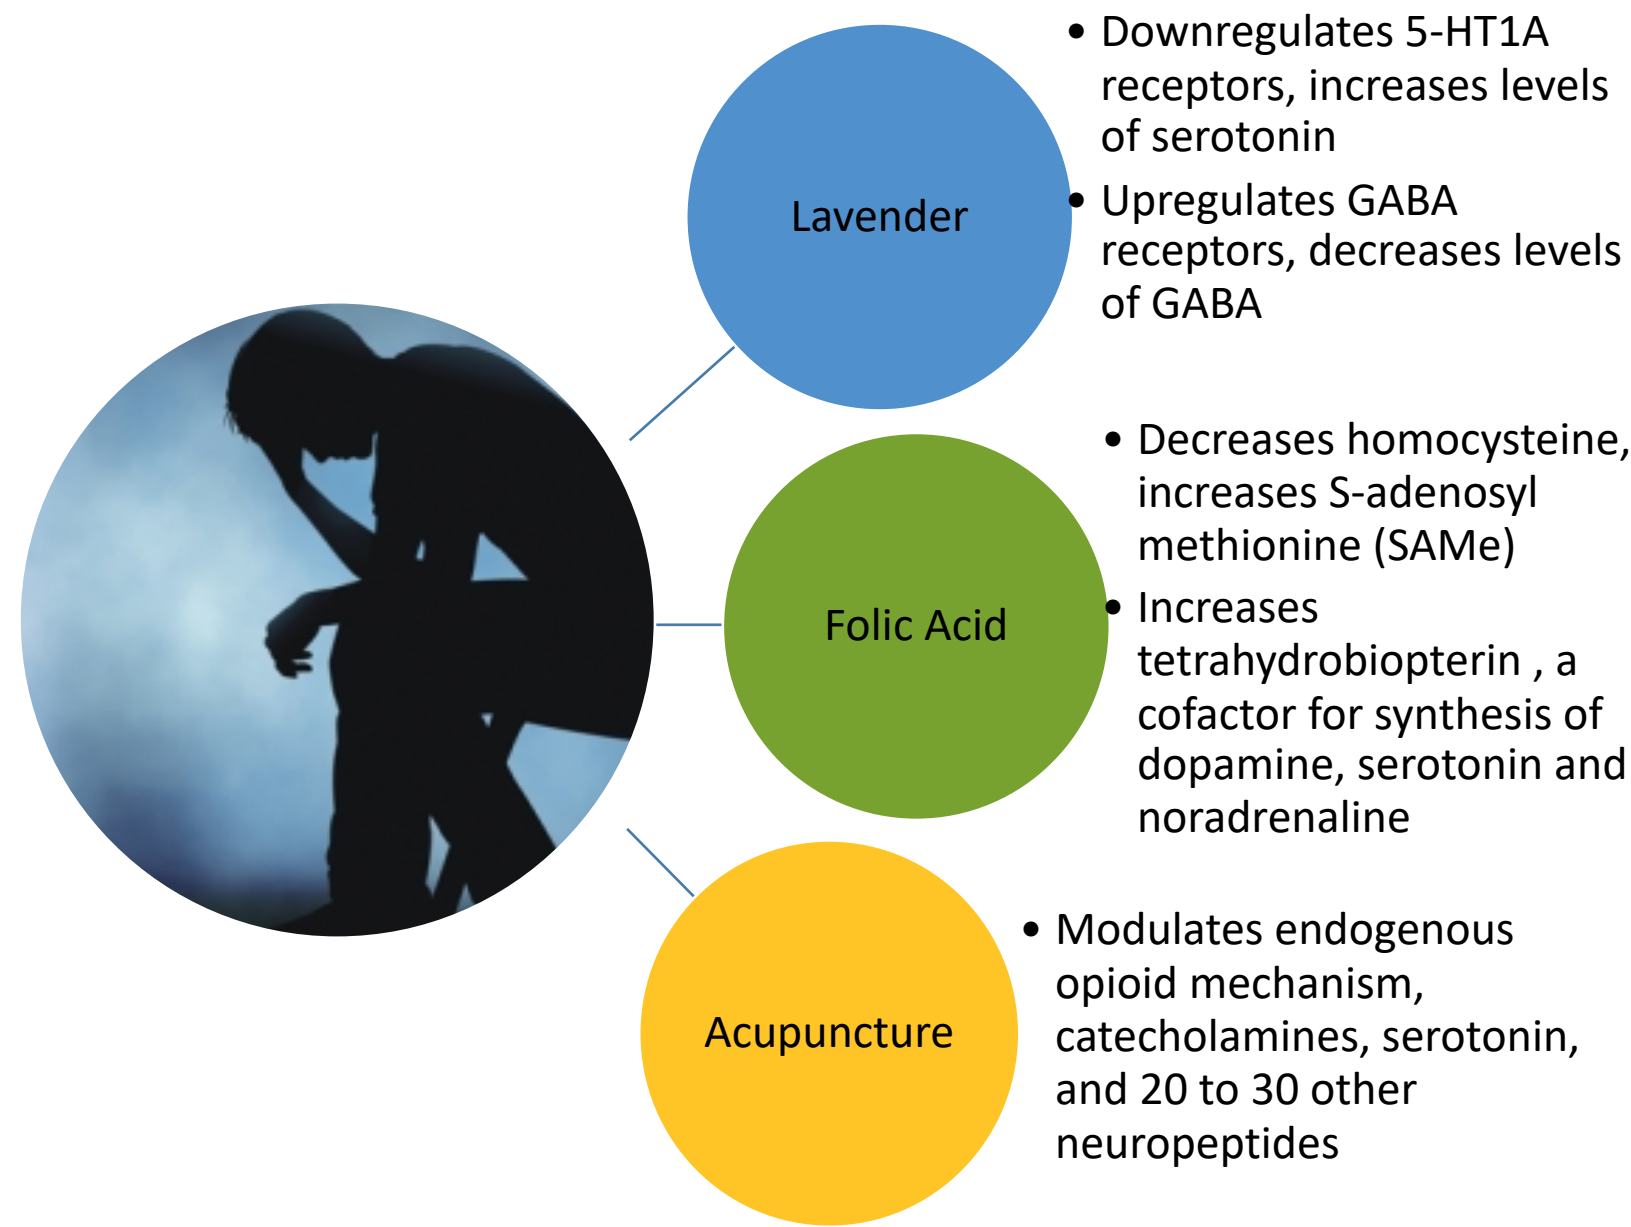 Lavender
• Downregulates 5-HT1A
receptors, increases levels
of serotonin
• Upregulates GABA
receptors, decreases levels
of GABA
Folic Acid
• Decreases homocysteine,
increases S-adenosyl
methionine (SAMe)
• Increases
tetrahydrobiopterin , a
cofactor for synthesis of
dopamine, serotonin and
noradrenaline
Acupuncture
• Modulates endogenous
opioid mechanism,
catecholamines, serotonin,
and 20 to 30 other
neuropeptides